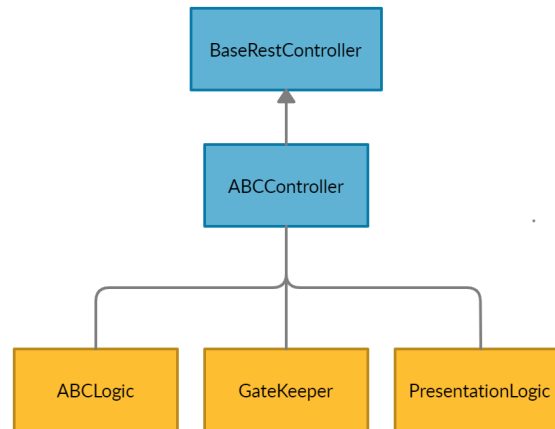 BaseRestController
ABCController
ABCLogic
GateKeeper
PresentationLogic